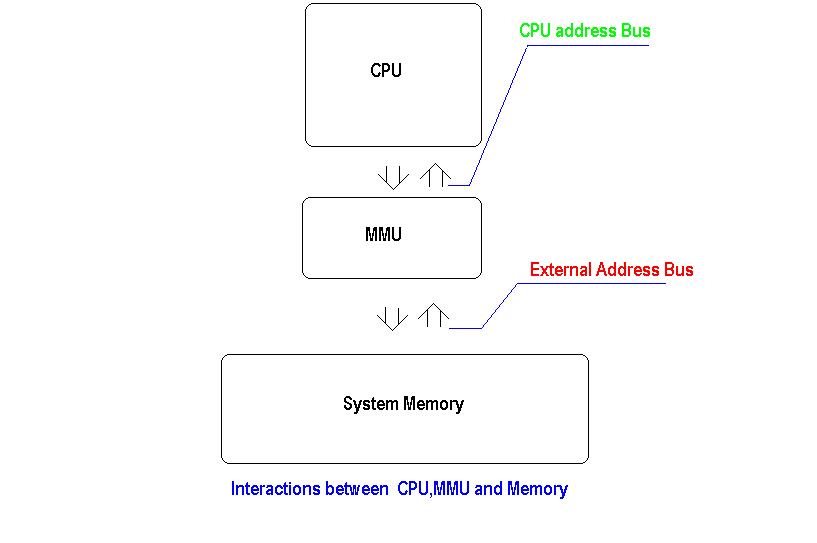 CPU address Bus
CPU
MMU
External Address Bus
System Memory
Interactions between CPU,MMU and Memory